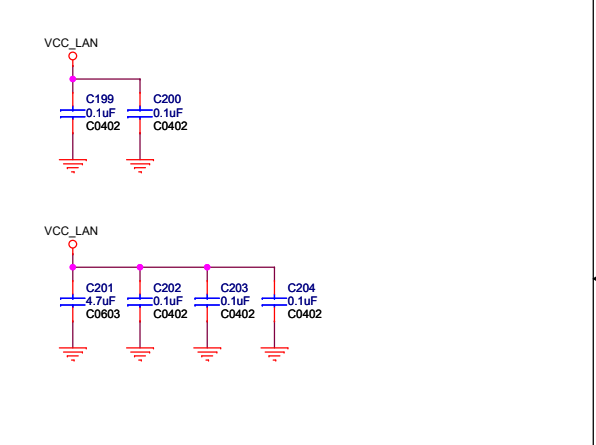 VCC_LAN
C199 C200
0.1uF 0.1uF
C0402 C0402
VCC_LAN
C201 C202 C203 C204
4.7uF 0.1uF 0.1uF 0.1uF
C0603 C0402 C0402 C0402